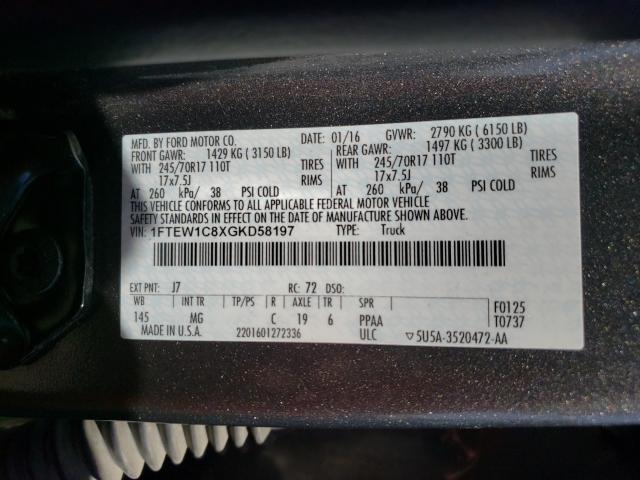 MFD. BY FORD MOTOR CO. DATE: 01/16 GVWR: 2790 KG ( 6150 LB)
FRONT GAWR: 1429 KG ( 3150 LB) REAR GAWR: 1497 KG ( 3300 LB)
WITH 245/70R17 110T TIRES WITH 245/70R17 110T TIRES
17x7.5J RIMS 17x7.5J RIMS
AT 260 kPa/ 38 PSI COLD AT 260 kPa/ 38 PSI COLD
THIS VEHICLE CONFORMS TO ALL APPLICABLE FEDERAL MOTOR VEHICLE
SAFETY STANDARDS IN EFFECT ON THE DATE OF MANUFACTURE SHOWN ABOVE.
VIN: 1FTEW1C8XGKD58197 TYPE: Truck
EXT PNT: J7 RC: 72 DSO:
WB INT TR TP/PS R AXLE TR SPR F0125
145 MG C 19 6 PPAA T0737
MADE IN U.S.A. 2201601272336 ULC ▽5U5A-3520472-AA